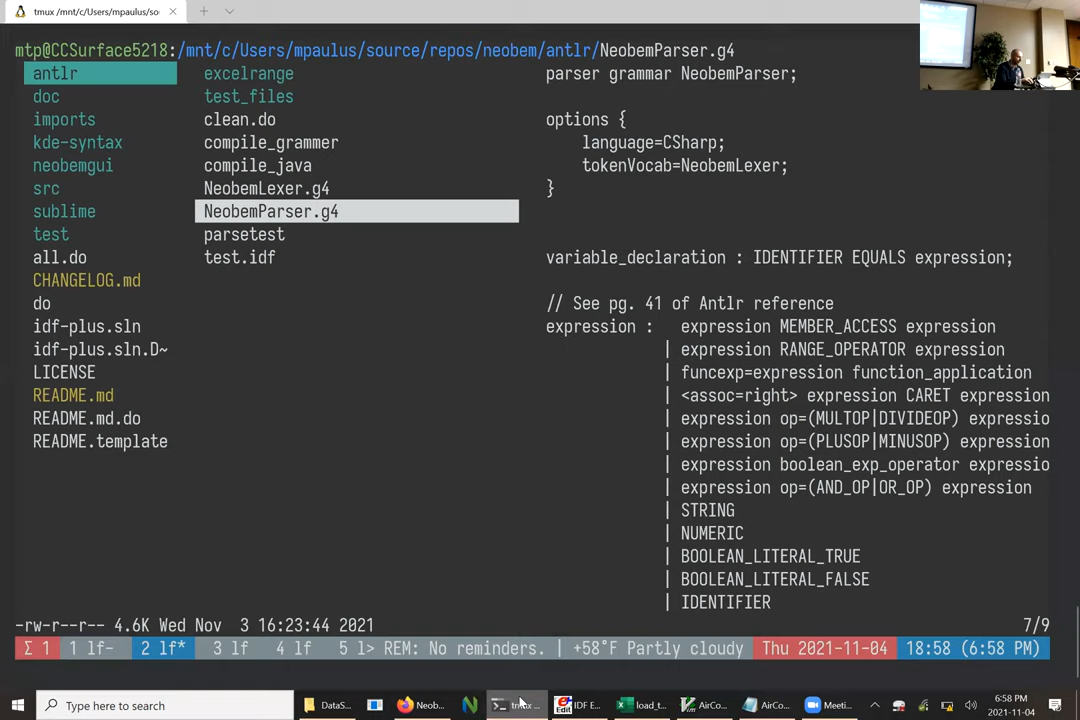 tmux /mnt/c/Users/mpaulus/so
mtp@CCSurface5218:/mnt/c/Users/mpaulus/source/repos/neobem/antlr/NeobemParser.g4
antlr
doc
imports
kde-syntax
neobemgui
src
sublime
test
all.do
CHANGELOG.md
do
idf-plus.sln
idf-plus.sln.D~
LICENSE
README.md
README.md.do
README.template
excelrange
test_files
clean.do
compile_grammer
compile_java
NeobemLexer.g4
NeobemParser.g4
parsetest
test.idf
parser grammar NeobemParser;
options {
language=CSharp;
tokenVocab=NeobemLexer;
}
variable_declaration : IDENTIFIER EQUALS expression;
// See pg. 41 of Antlr reference
expression :   expression MEMBER_ACCESS expression
| expression RANGE_OPERATOR expression
| funcexp=expression function_application
| <assoc=right> expression CARET expression
| expression op=(MULTOP|DIVIDEOP) expressio
| expression op=(PLUSOP|MINUSOP) expression
| expression boolean_exp_operator expressio
| expression op=(AND_OP|OR_OP) expression
| STRING
| NUMERIC
| BOOLEAN_LITERAL_TRUE
| BOOLEAN_LITERAL_FALSE
| IDENTIFIER
-rw-r--r-- 4.6K Wed Nov  3 16:23:44 2021
7/9
Σ 1  1 lf-  2 lf*  3 lf  4 lf  5 l> REM: No reminders. | +58°F Partly cloudy  Thu 2021-11-04  18:58 (6:58 PM)
Type here to search
DataS...
Neob...
tmux ...
IDF E...
load_t...
AirCo...
AirCo...
Meeti...
6:58 PM
2021-11-04